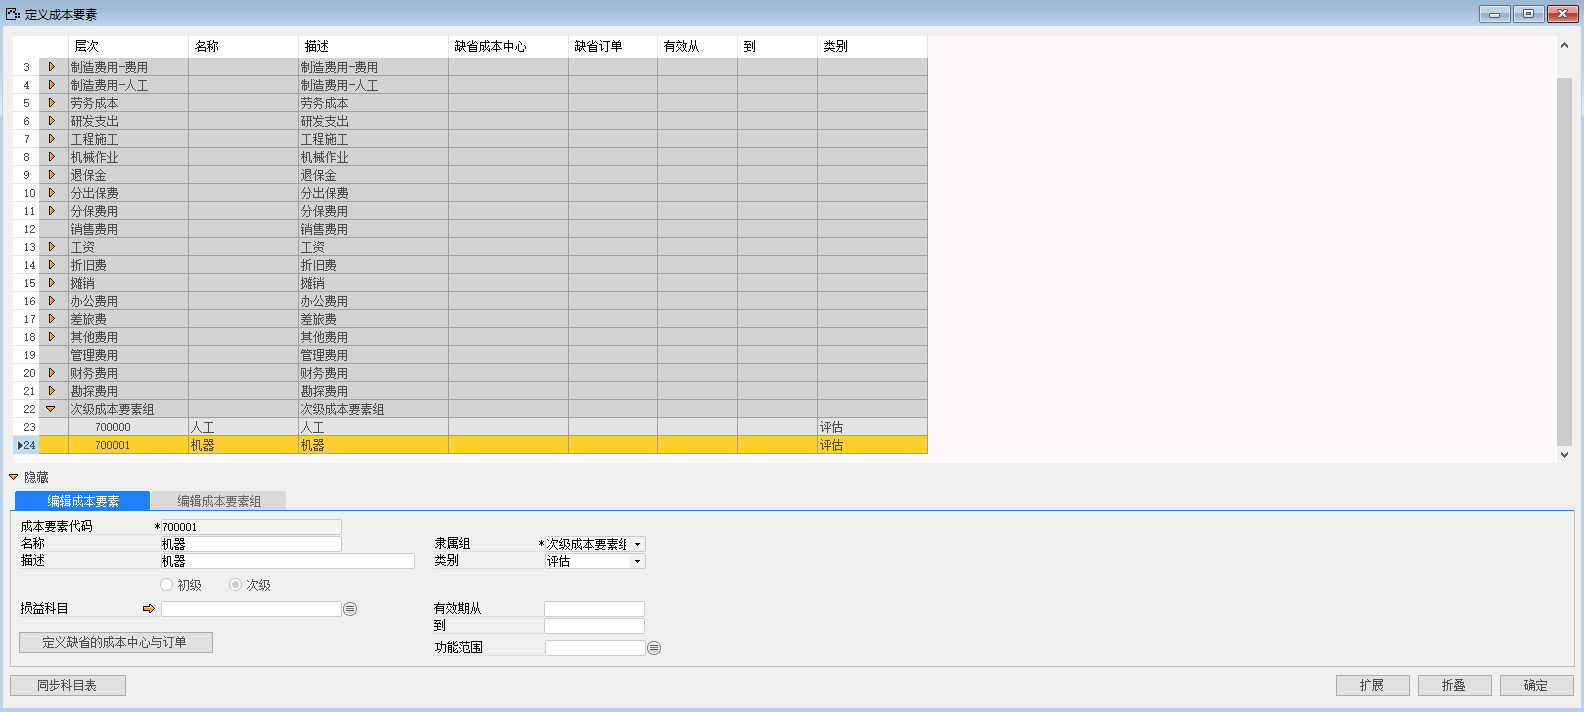 定义成本要素
层次 名称 描述 缺省成本中心 缺省订单 有效从 到 类别
3 制造费用-费用 制造费用-费用
4 制造费用-人工 制造费用-人工
5 劳务成本 劳务成本
6 研发支出 研发支出
7 工程施工 工程施工
8 机械作业 机械作业
9 退保金 退保金
10 分出保费 分出保费
11 分保费用 分保费用
12 销售费用 销售费用
13 工资 工资
14 折旧费 折旧费
15 摊销 摊销
16 办公费用 办公费用
17 差旅费 差旅费
18 其他费用 其他费用
19 管理费用 管理费用
20 财务费用 财务费用
21 勘探费用 勘探费用
22 次级成本要素组 次级成本要素组
23 700000 人工 人工 评估
24 700001 机器 机器 评估
隐藏
编辑成本要素 编辑成本要素组
成本要素代码 *700001
名称 机器 隶属组 *次级成本要素组
描述 机器 类别 评估
初级 次级
损益科目 有效期从
到
定义缺省的成本中心与订单 功能范围
同步科目表 扩展 折叠 确定